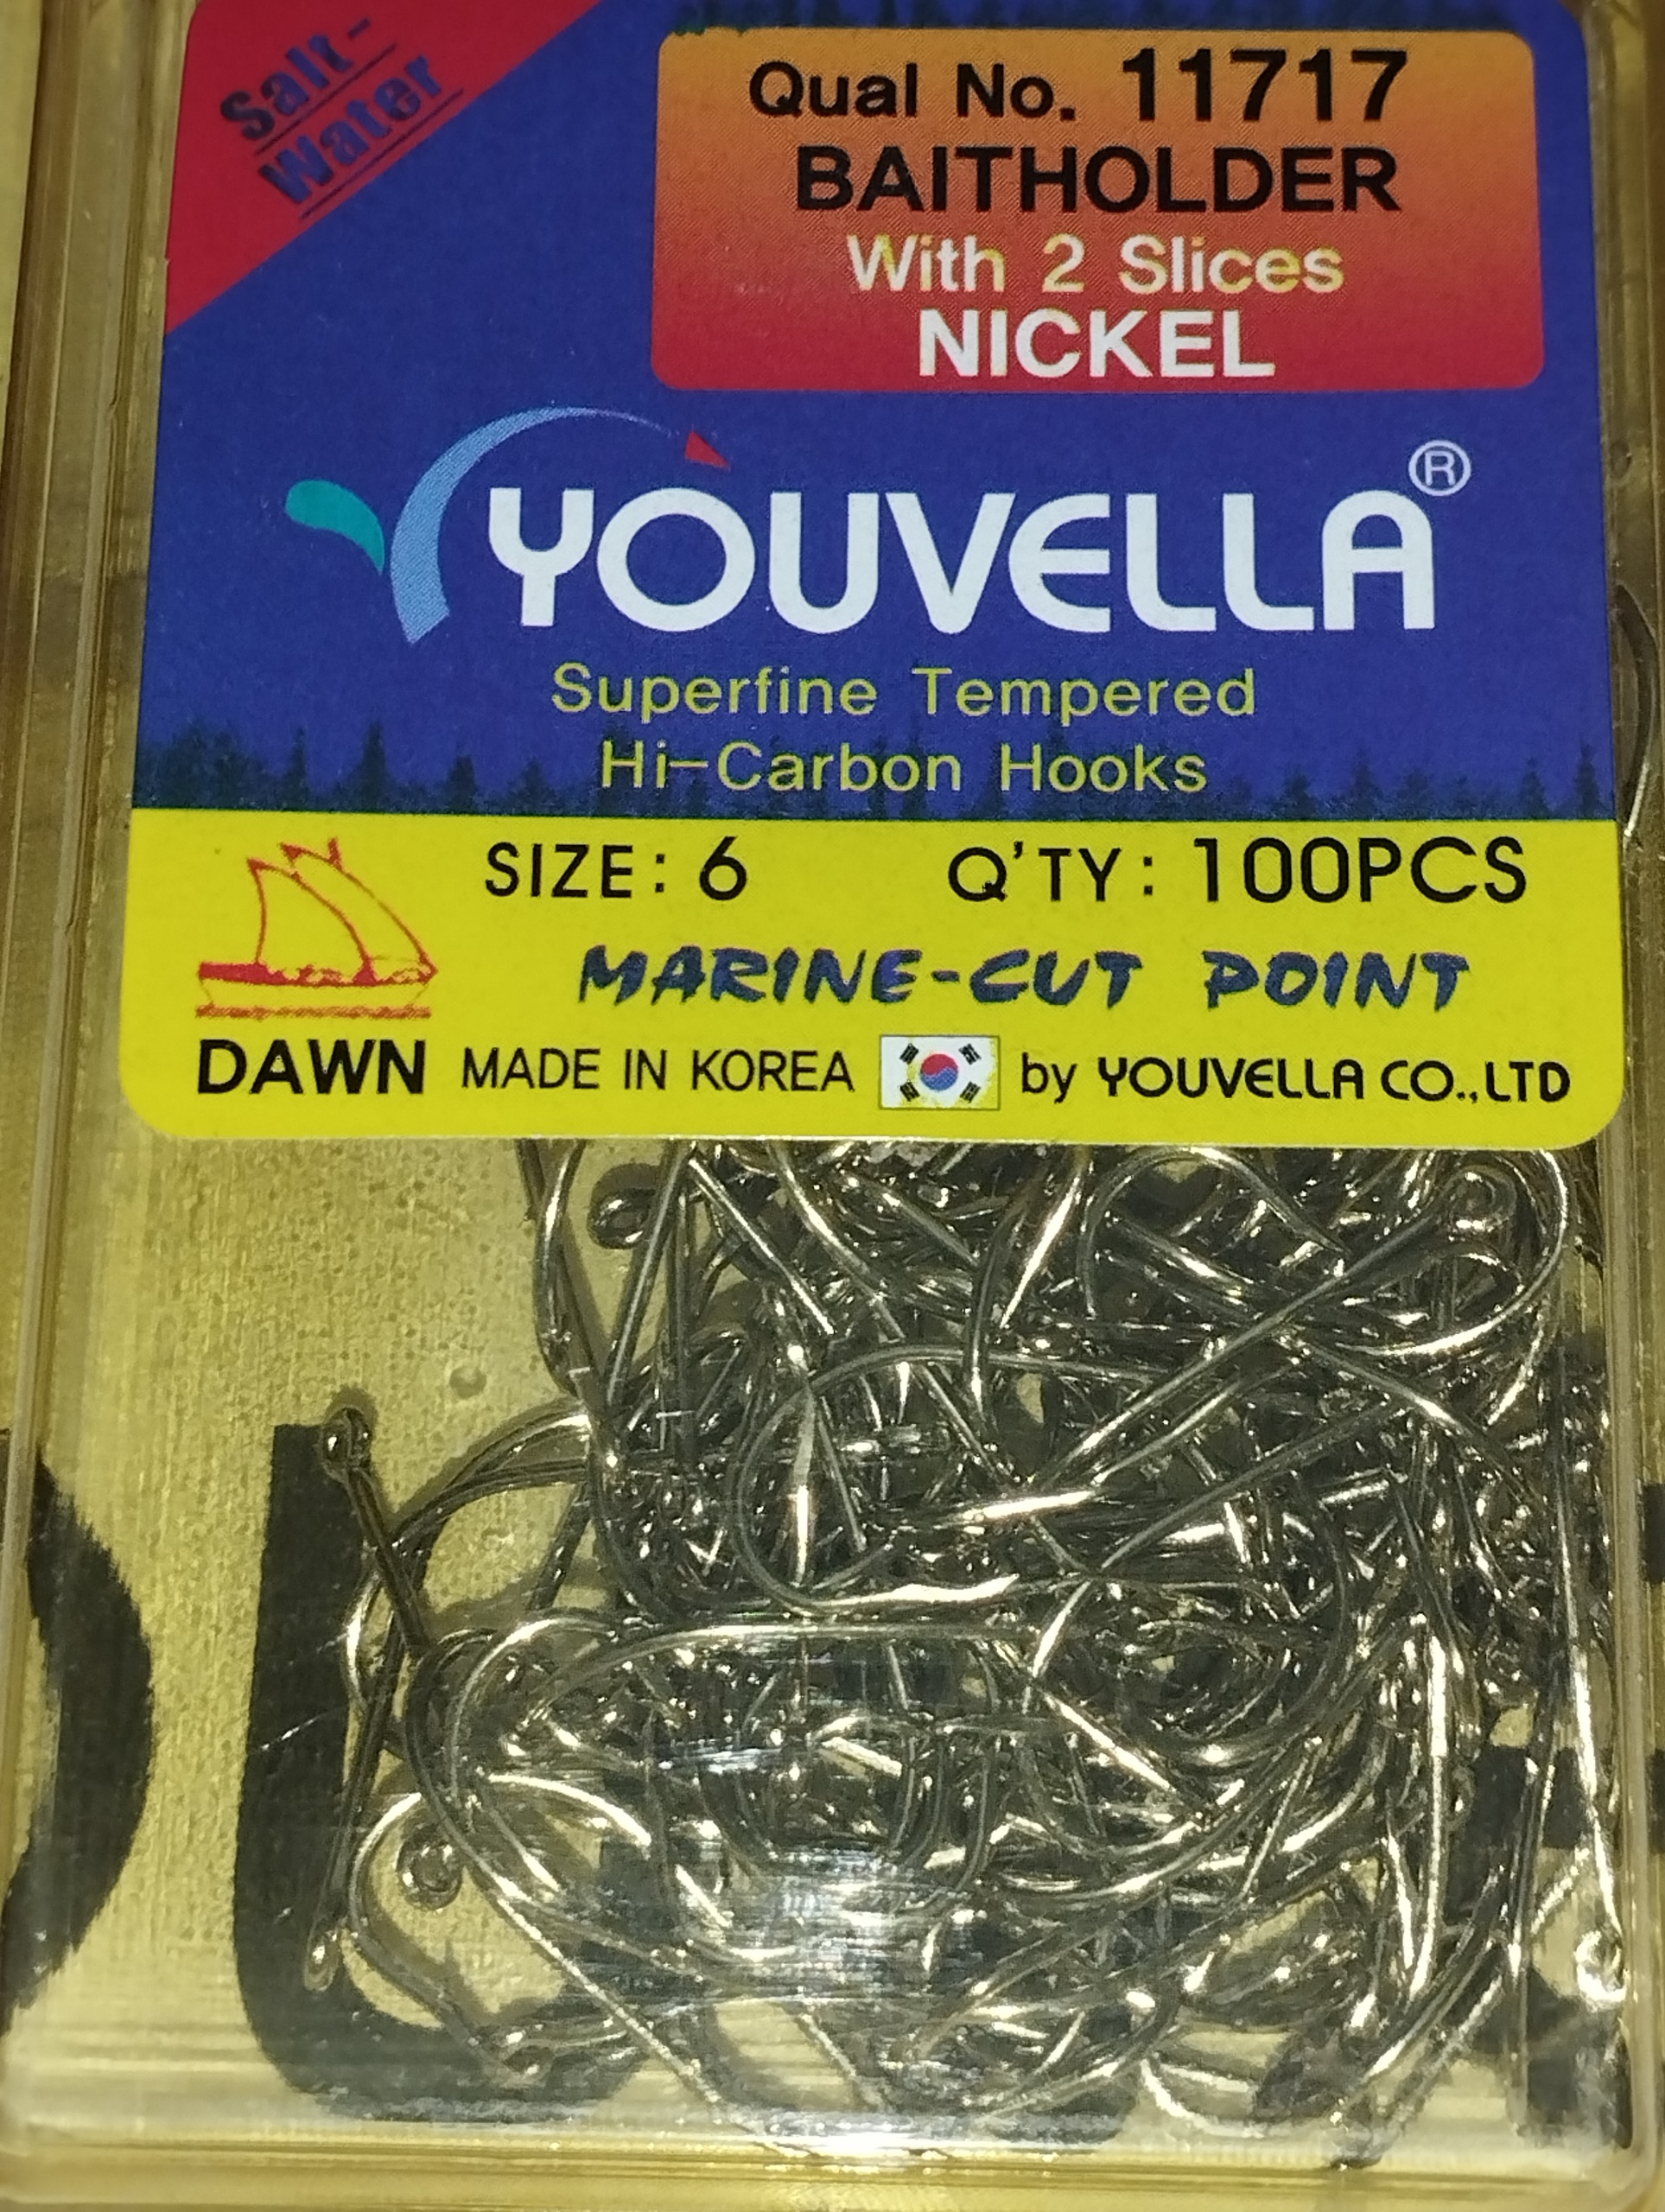 Salt-
Water
Qual No. 11717
BAITHOLDER
With 2 Slices
NICKEL
YOUVELLA®
Superfine Tempered
Hi-Carbon Hooks
SIZE: 6 Q'TY: 100PCS
MARINE-CUT POINT
DAWN MADE IN KOREA by YOUVELLA CO.,LTD